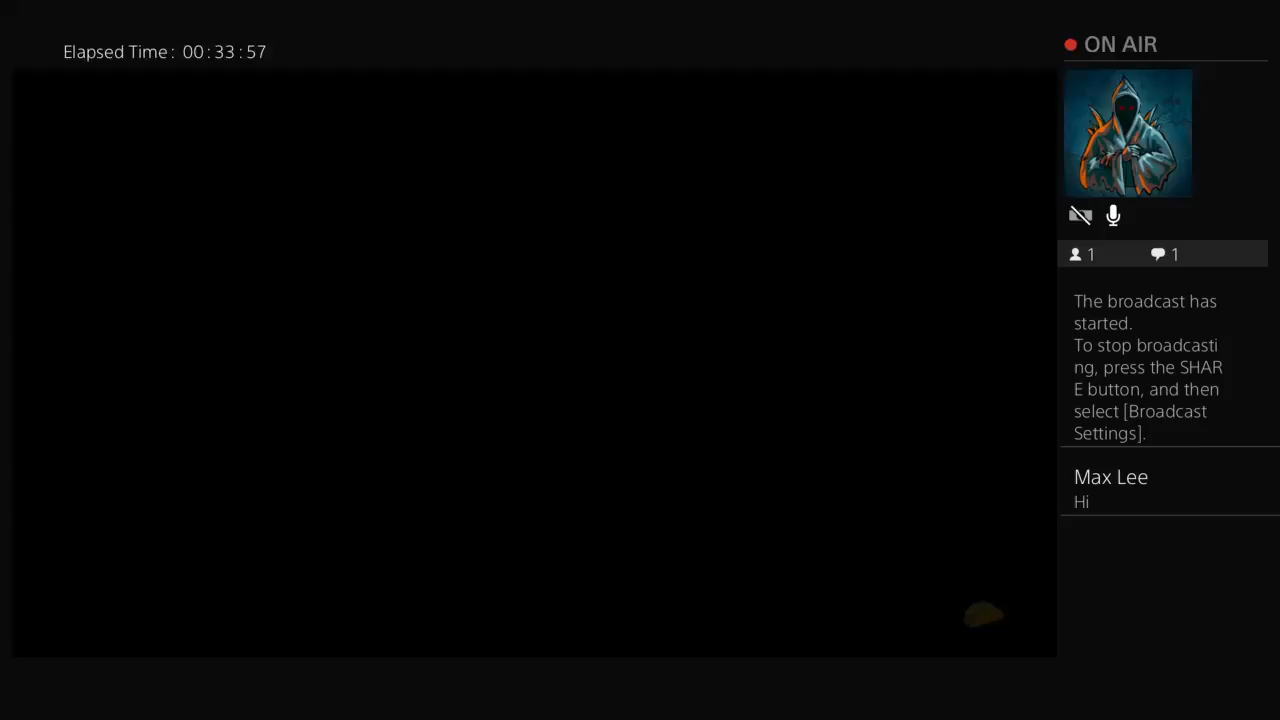 Elapsed Time: 00:33:57
ON AIR
1 1
The broadcast has
started.
To stop broadcasti
ng, press the SHAR
E button, and then
select [Broadcast
Settings].
Max Lee
Hi